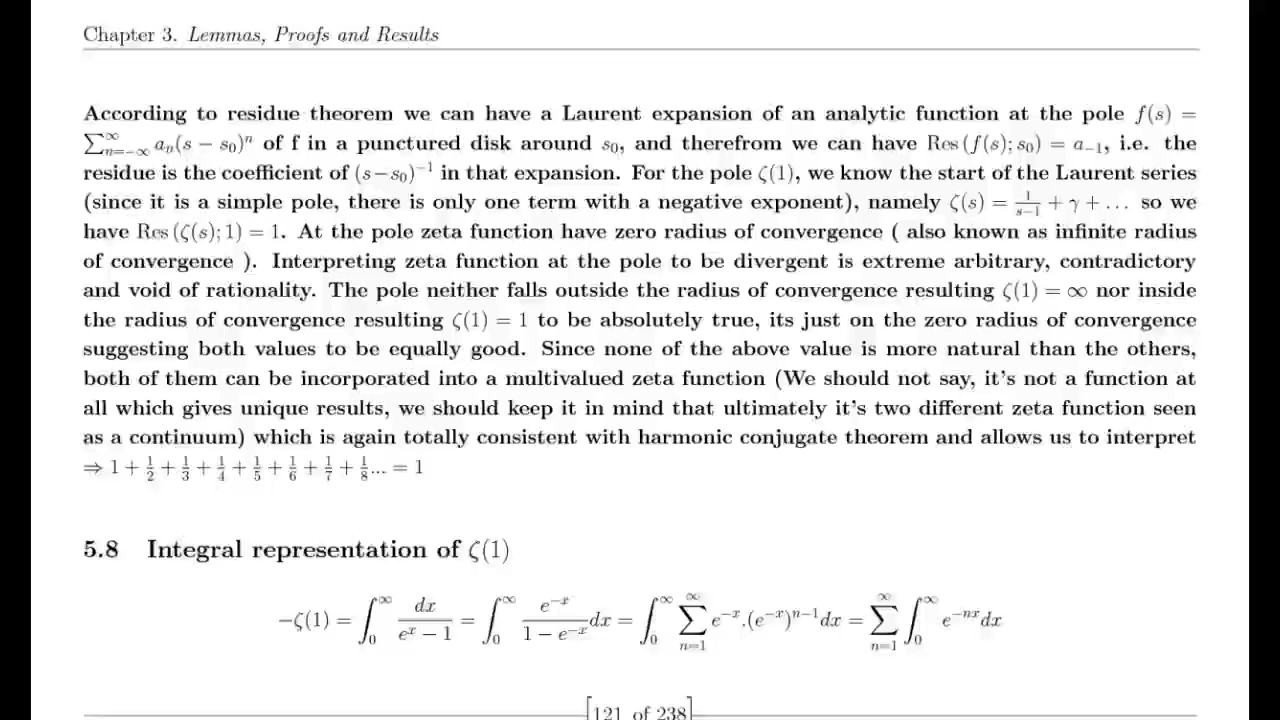 Chapter 3. Lemmas, Proofs and Results
According to residue theorem we can have a Laurent expansion of an analytic function at the pole f(s) =
∑_{n=−∞}^{∞} a_n(s − s_0)^n of f in a punctured disk around s_0, and therefrom we can have Res (f(s); s_0) = a_{−1}, i.e. the
residue is the coefficient of (s−s_0)^{−1} in that expansion. For the pole ζ(1), we know the start of the Laurent series
(since it is a simple pole, there is only one term with a negative exponent), namely ζ(s) = 1/(s−1) + γ + . . . so we
have Res (ζ(s); 1) = 1. At the pole zeta function have zero radius of convergence ( also known as infinite radius
of convergence ). Interpreting zeta function at the pole to be divergent is extreme arbitrary, contradictory
and void of rationality. The pole neither falls outside the radius of convergence resulting ζ(1) = ∞ nor inside
the radius of convergence resulting ζ(1) = 1 to be absolutely true, its just on the zero radius of convergence
suggesting both values to be equally good. Since none of the above value is more natural than the others,
both of them can be incorporated into a multivalued zeta function (We should not say, it's not a function at
all which gives unique results, we should keep it in mind that ultimately it's two different zeta function seen
as a continuum) which is again totally consistent with harmonic conjugate theorem and allows us to interpret
⇒ 1 + 1/2 + 1/3 + 1/4 + 1/5 + 1/6 + 1/7 + 1/8... = 1
5.8 Integral representation of ζ(1)
−ζ(1) = ∫_0^∞ dx/(e^x − 1) = ∫_0^∞ e^{−x}/(1 − e^{−x}) dx = ∫_0^∞ ∑_{n=1}^∞ e^{−x}.(e^{−x})^{n−1}dx = ∑_{n=1}^∞ ∫_0^∞ e^{−nx}dx
[121 of 238]